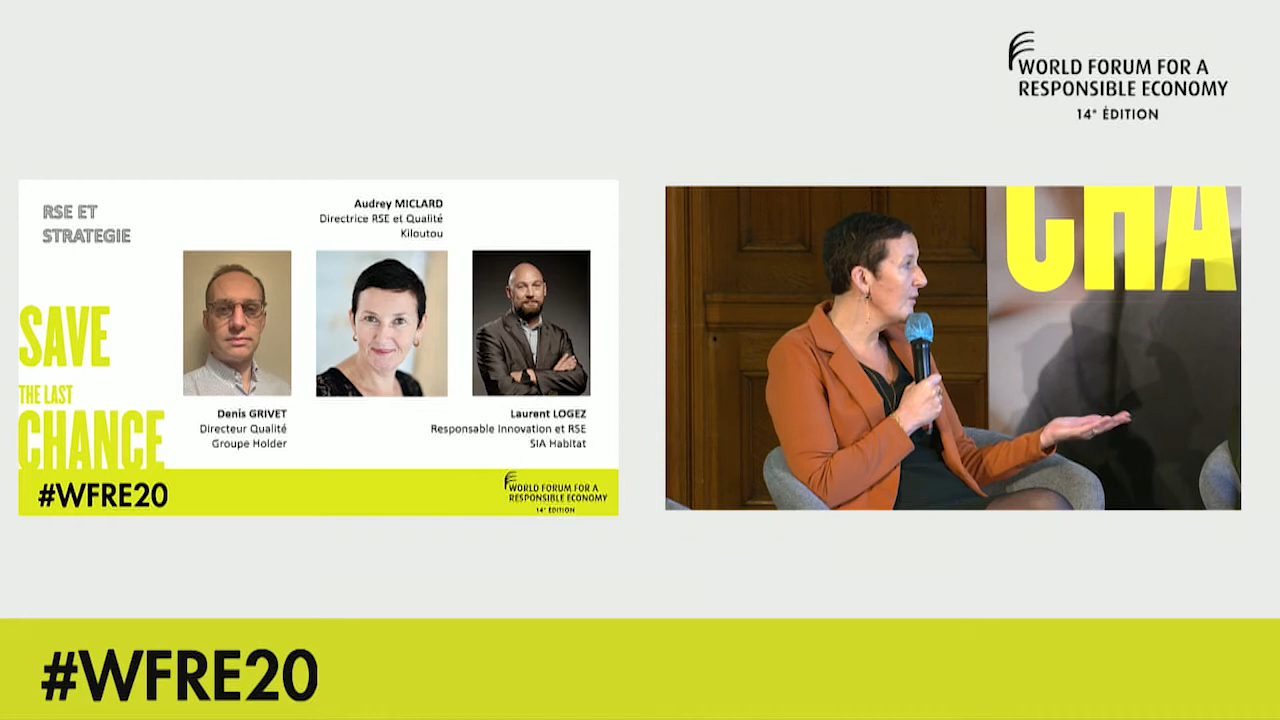 WORLD FORUM FOR A
RESPONSIBLE ECONOMY
14e ÉDITION
RSE ET
STRATEGIE
Audrey MICLARD
Directrice RSE et Qualité
Kiloutou
SAVE
THE LAST
CHANCE
Denis GRIVET
Directeur Qualité
Groupe Holder
Laurent LOGEZ
Responsable Innovation et RSE
SIA Habitat
#WFRE20
WORLD FORUM FOR A
RESPONSIBLE ECONOMY
14e ÉDITION
CHA
#WFRE20